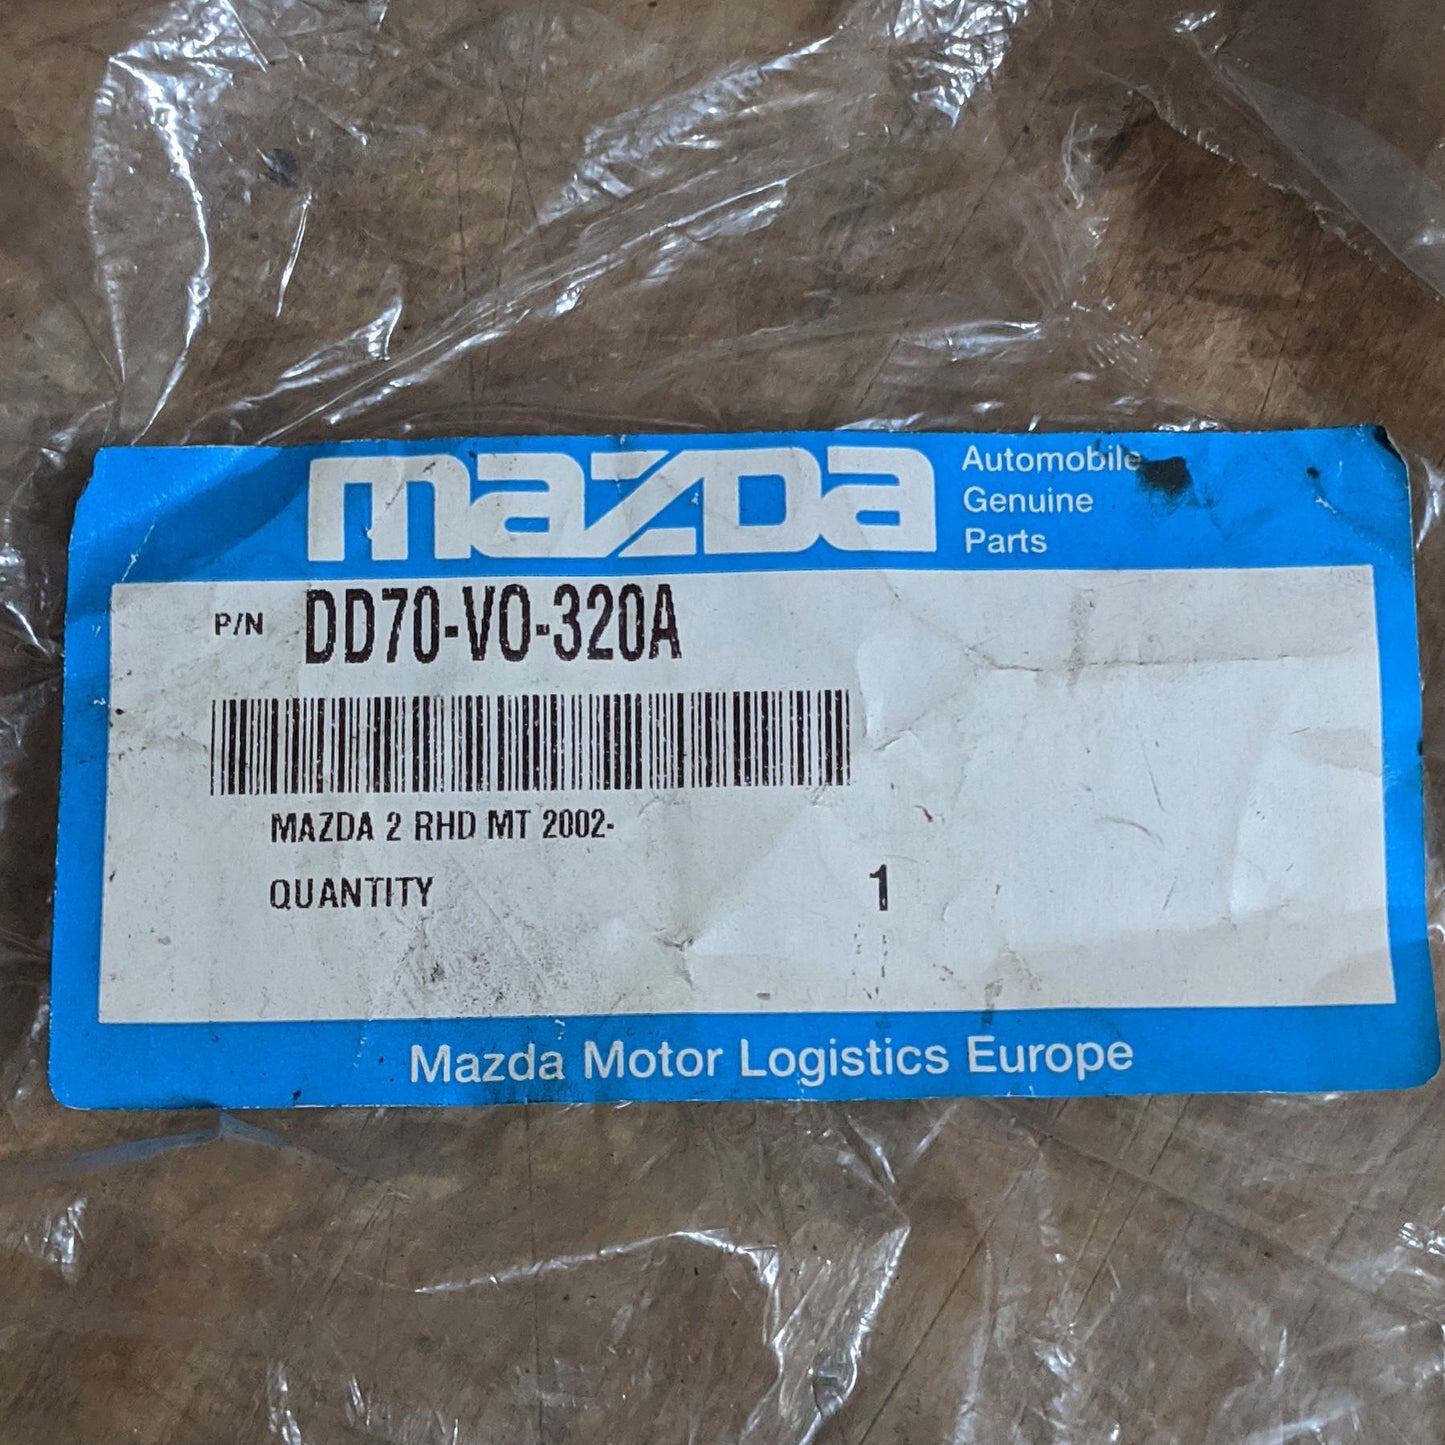 mazda
Automobile
Genuine
Parts
P/N DD70-V0-320A
MAZDA 2 RHD MT 2002-
QUANTITY 1
Mazda Motor Logistics Europe